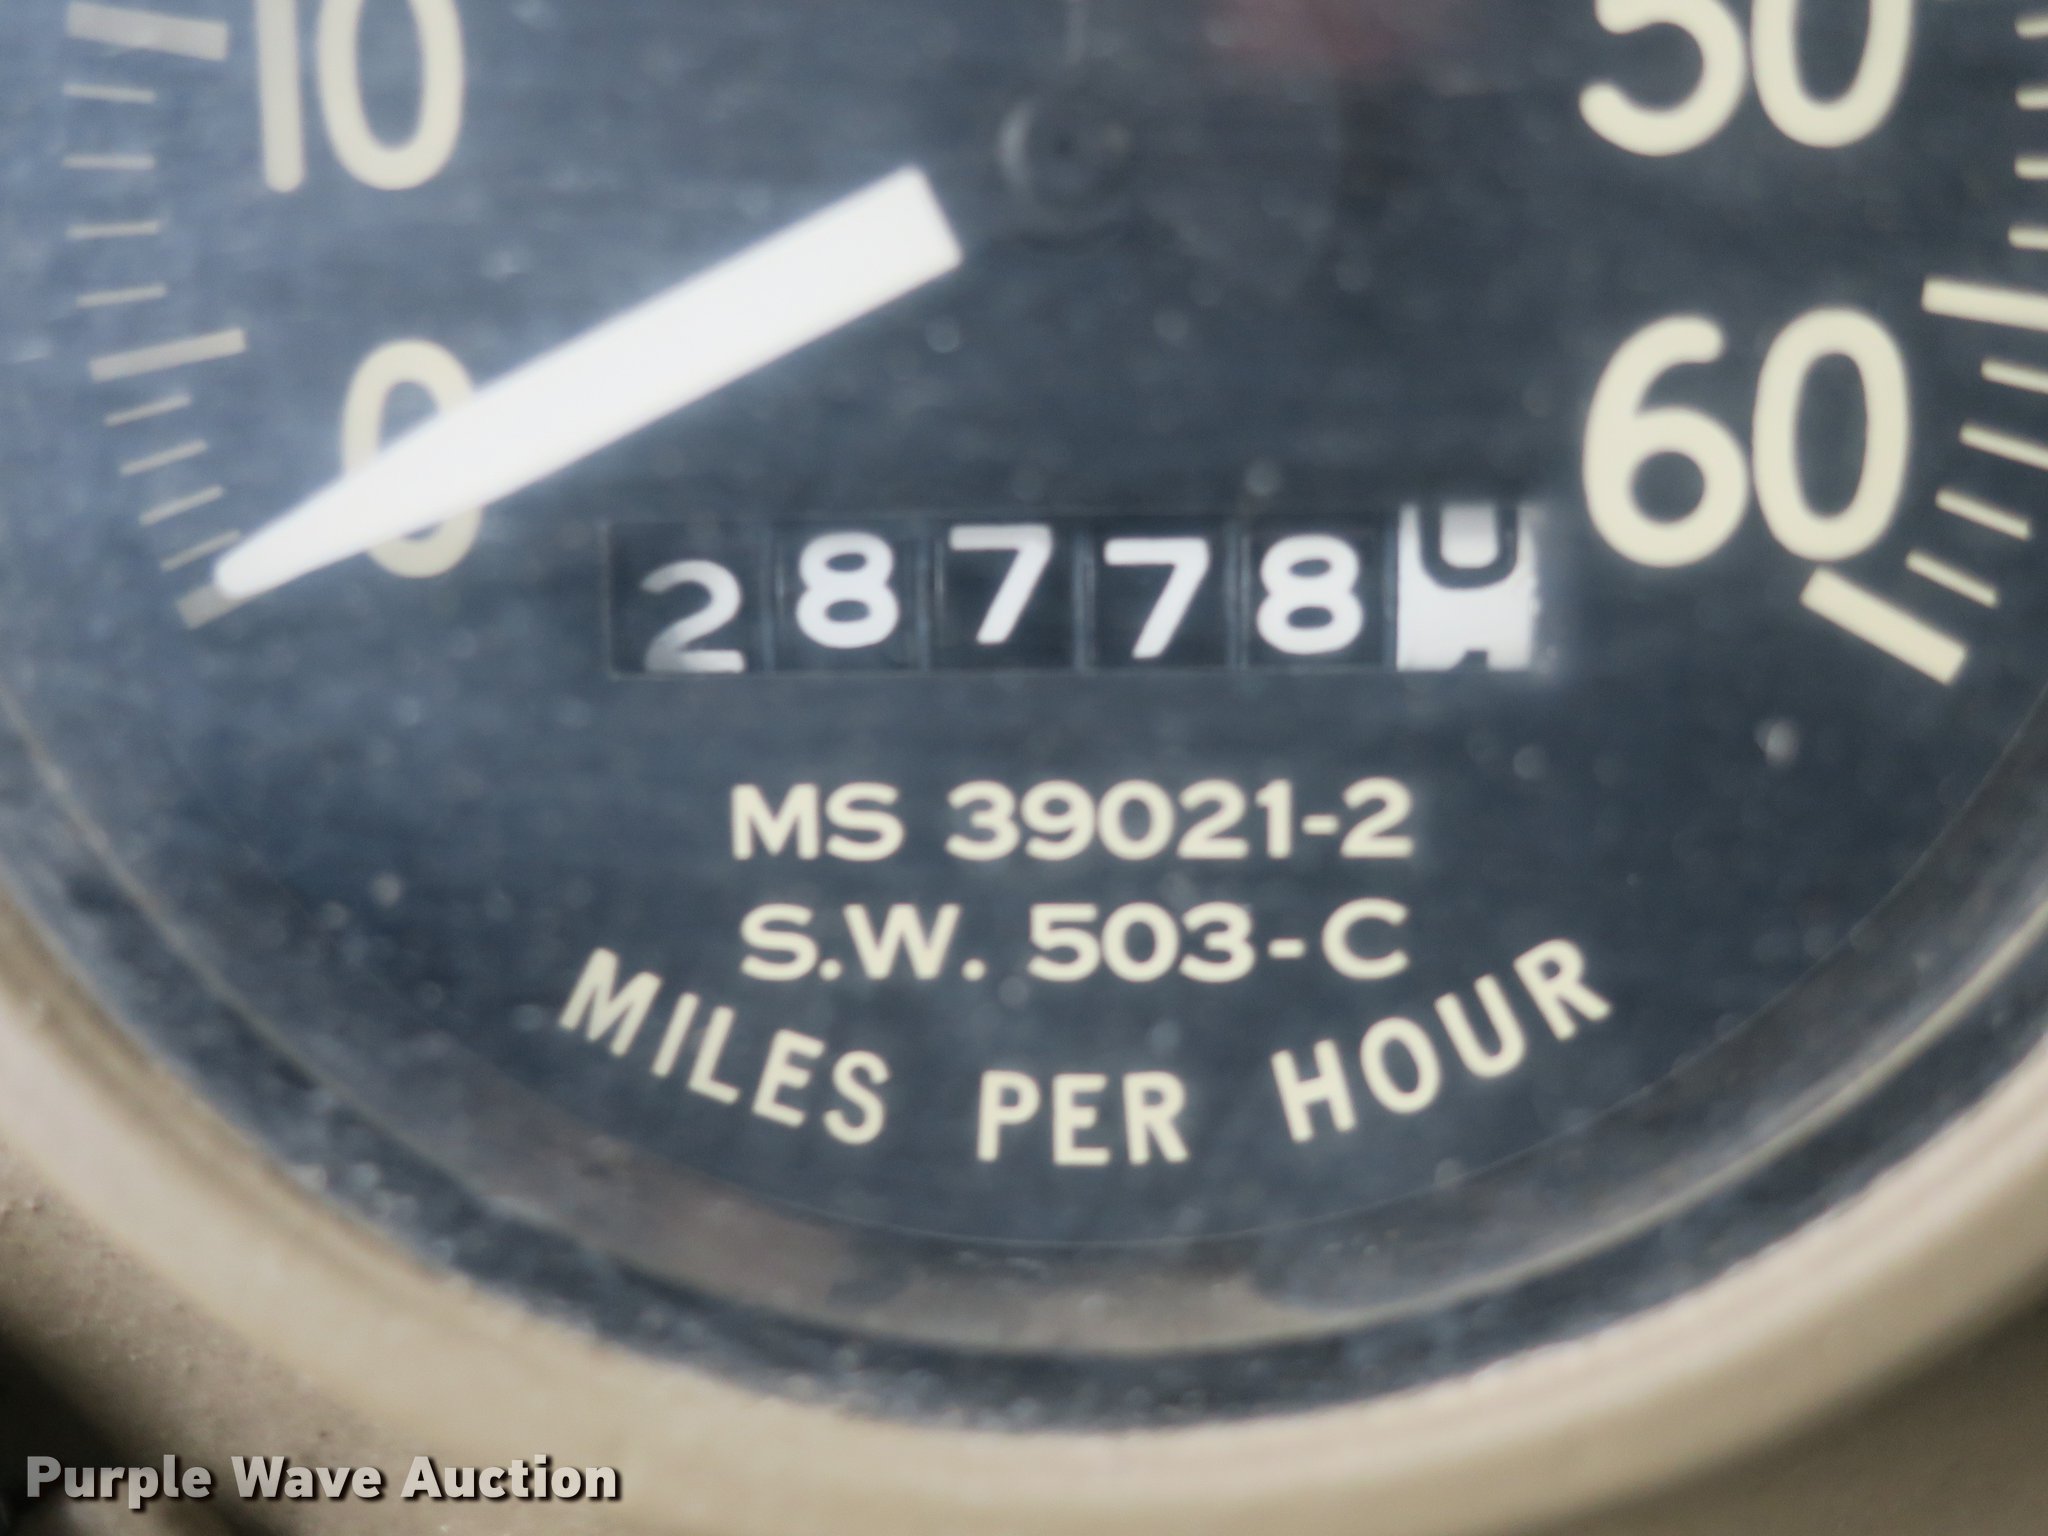 10
50
0
60
28778
MS 39021-2
S.W. 503-C
MILES PER HOUR
Purple Wave Auction